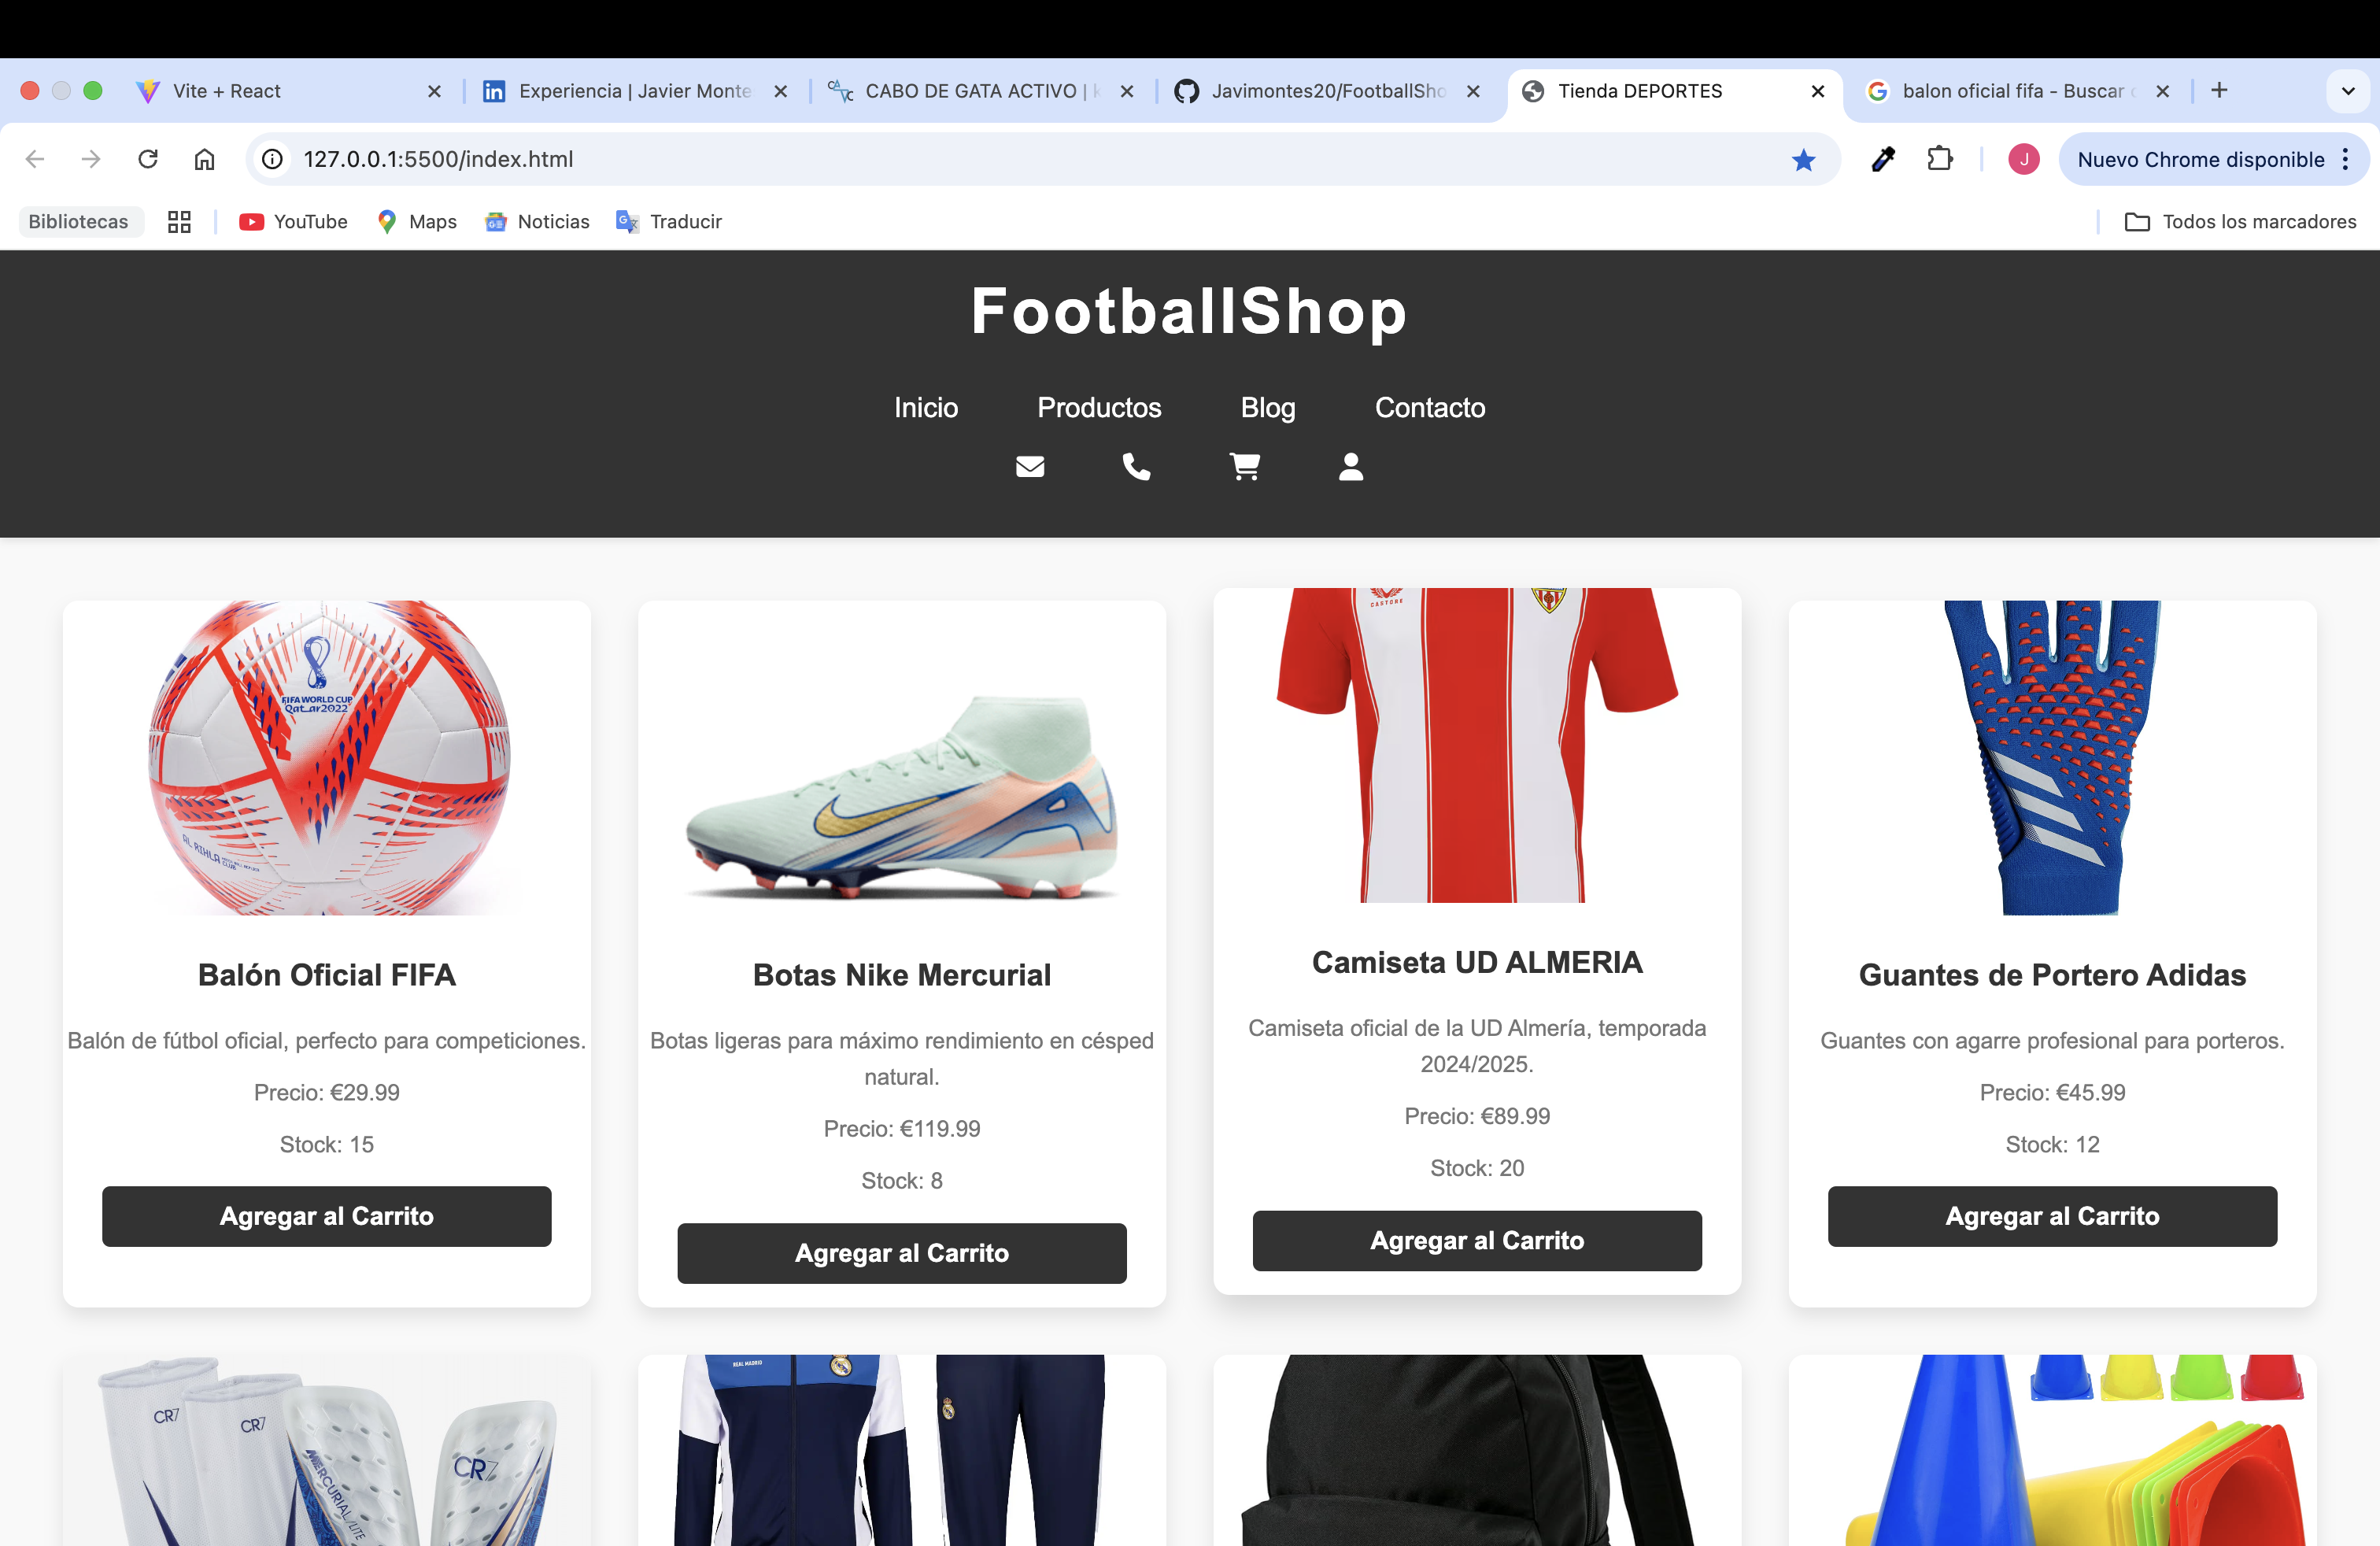 Vite + React
Experiencia | Javier Monte
CABO DE GATA ACTIVO |
Javimontes20/FootballSho
Tienda DEPORTES
balon oficial fifa - Buscar
127.0.0.1:5500/index.html
J
Nuevo Chrome disponible
Bibliotecas
YouTube
Maps
Noticias
Traducir
Todos los marcadores
FootballShop
Inicio
Productos
Blog
Contacto
FIFA WORLD CUP
Qatar2022
AL RIHLA
CLUB
Balón Oficial FIFA
Balón de fútbol oficial, perfecto para competiciones.
Precio: €29.99
Stock: 15
Agregar al Carrito
Botas Nike Mercurial
Botas ligeras para máximo rendimiento en césped
natural.
Precio: €119.99
Stock: 8
Agregar al Carrito
CASTORE
Camiseta UD ALMERIA
Camiseta oficial de la UD Almería, temporada
2024/2025.
Precio: €89.99
Stock: 20
Agregar al Carrito
Guantes de Portero Adidas
Guantes con agarre profesional para porteros.
Precio: €45.99
Stock: 12
Agregar al Carrito
CR7
CR7
MERCURIAL LITE
CR7
REAL MADRID